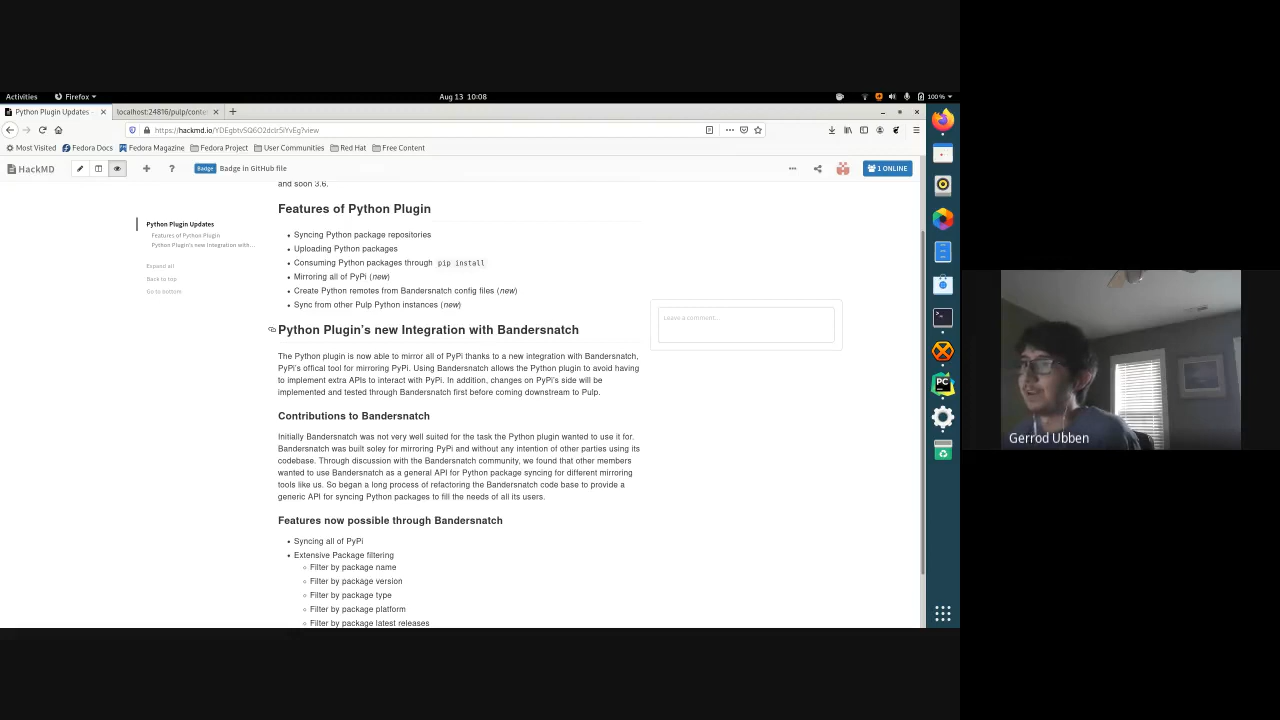 Activities Firefox Aug 13 10:08 100 %
Python Plugin Updates localhost:24816/pulp/conte
https://hackmd.io/YDEgbtvSQ6O2dclr5lYvEg?view
Most Visited Fedora Docs Fedora Magazine Fedora Project User Communities Red Hat Free Content
HackMD Badge Badge in GitHub file 1 ONLINE
and soon 3.6.
Python Plugin Updates
Features of Python Plugin
Python Plugin's new Integration with...
Expand all
Back to top
Go to bottom
Features of Python Plugin
Syncing Python package repositories
Uploading Python packages
Consuming Python packages through pip install
Mirroring all of PyPi (new)
Create Python remotes from Bandersnatch config files (new)
Sync from other Pulp Python instances (new)
Leave a comment...
Python Plugin's new Integration with Bandersnatch
The Python plugin is now able to mirror all of PyPi thanks to a new integration with Bandersnatch,
PyPi's offical tool for mirroring PyPi. Using Bandersnatch allows the Python plugin to avoid having
to implement extra APIs to interact with PyPi. In addition, changes on PyPi's side will be
implemented and tested through Bandersnatch first before coming downstream to Pulp.
Contributions to Bandersnatch
Initially Bandersnatch was not very well suited for the task the Python plugin wanted to use it for.
Bandersnatch was built soley for mirroring PyPi and without any intention of other parties using its
codebase. Through discussion with the Bandersnatch community, we found that other members
wanted to use Bandersnatch as a general API for Python package syncing for different mirroring
tools like us. So began a long process of refactoring the Bandersnatch code base to provide a
generic API for syncing Python packages to fill the needs of all its users.
Features now possible through Bandersnatch
Syncing all of PyPi
Extensive Package filtering
Filter by package name
Filter by package version
Filter by package type
Filter by package platform
Filter by package latest releases
PC
Gerrod Ubben